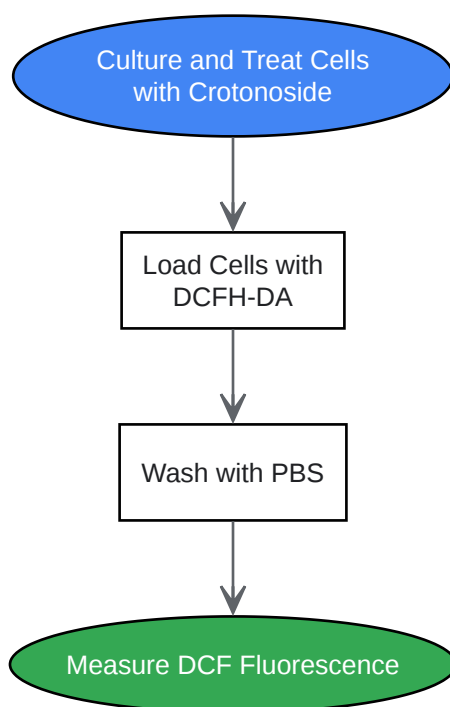 Culture and Treat Cells
with Crotonoside
Load Cells with
DCFH-DA
Wash with PBS
Measure DCF Fluorescence